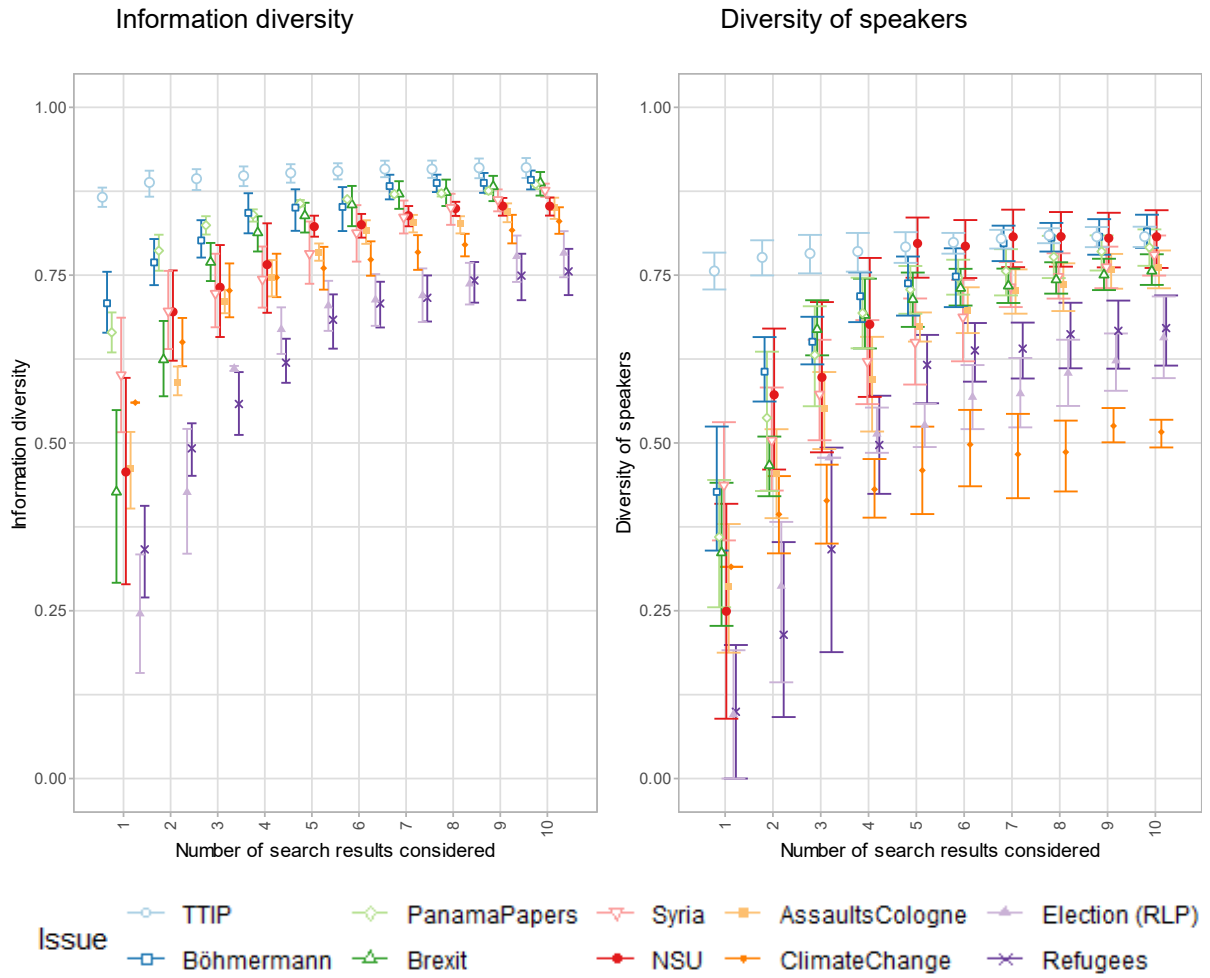 Information diversity
Diversity of speakers
Information diversity
1.00
0.75
0.50
0.25
0.00
1 2 3 4 5 6 7 8 9 10
Number of search results considered
Diversity of speakers
1.00
0.75
0.50
0.25
0.00
1 2 3 4 5 6 7 8 9 10
Number of search results considered
Issue
TTIP PanamaPapers Syria AssaultsCologne Election (RLP)
Böhmermann Brexit NSU ClimateChange Refugees